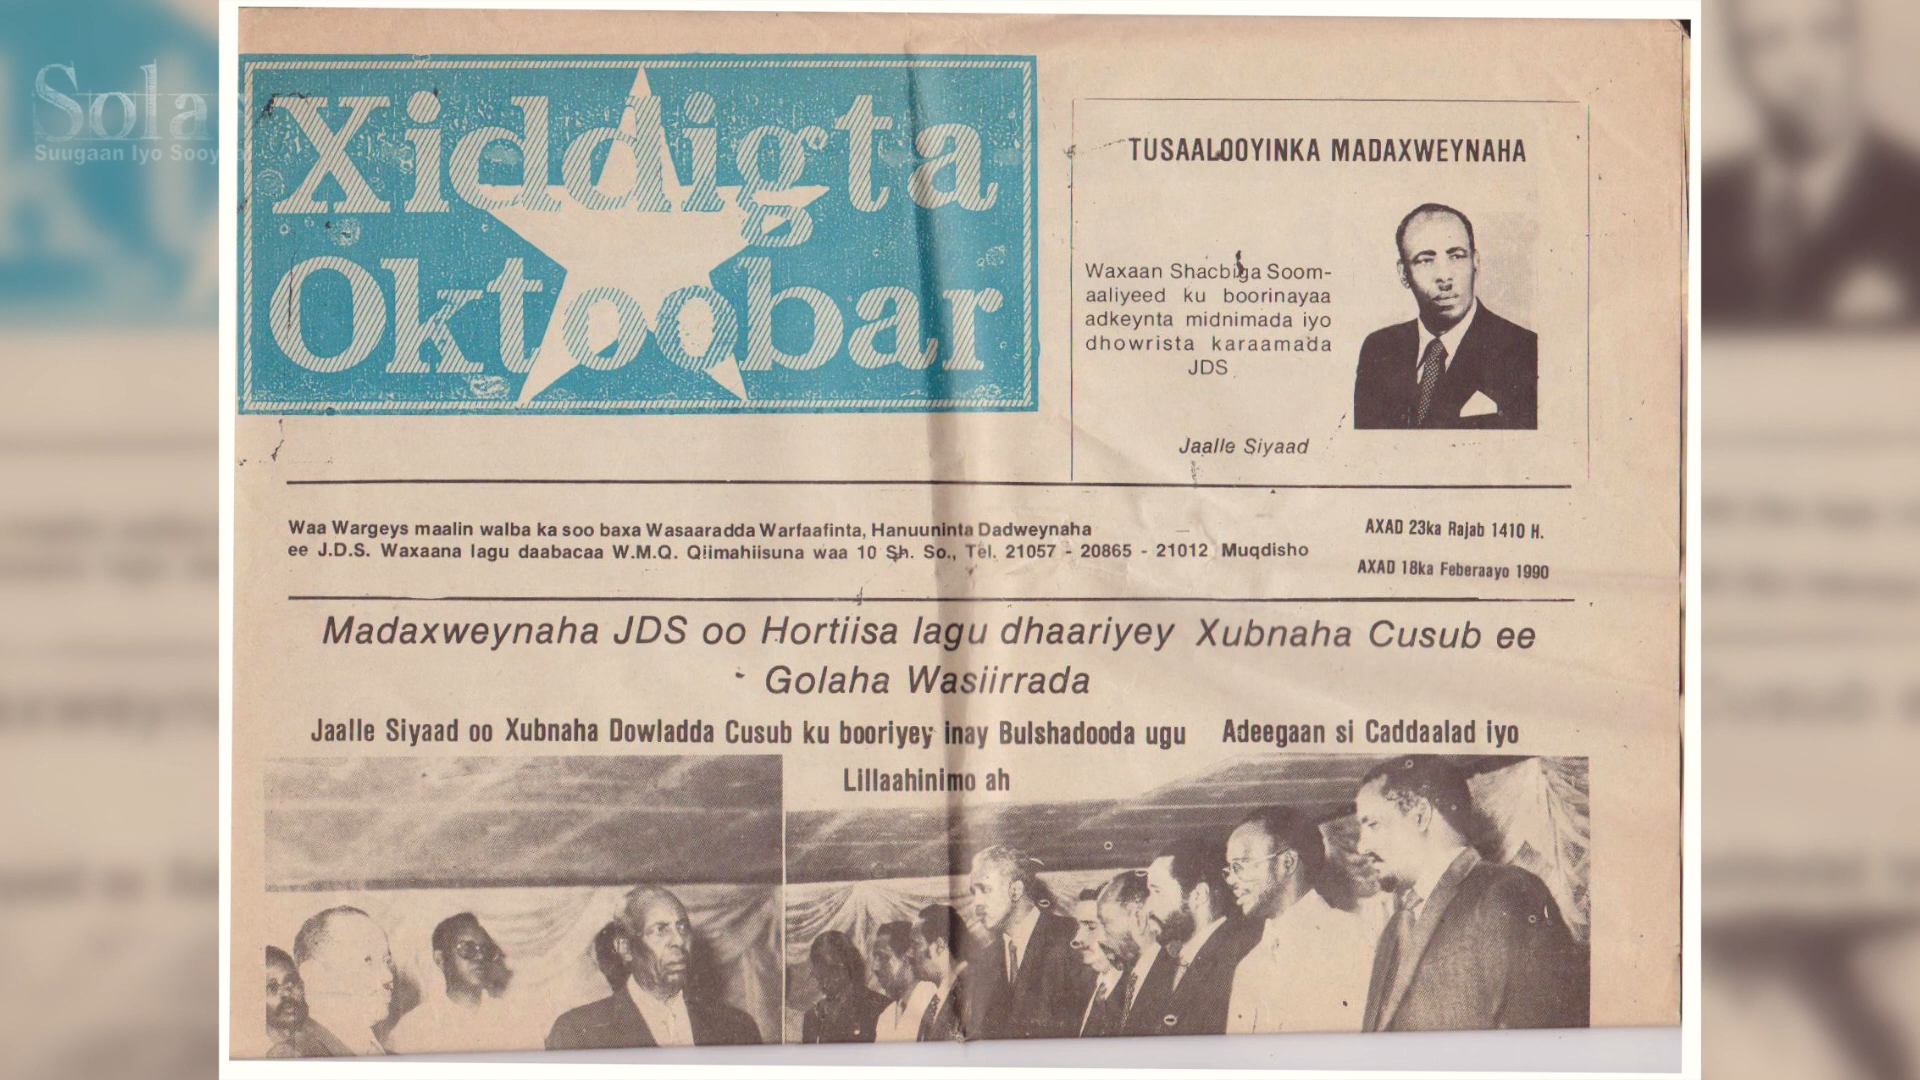 Sola
Suugaan Iyo Sooy
Xiddigta
Oktoobar
TUSAALOOYINKA MADAXWEYNAHA
Waxaan Shacbiga Soom-
aaliyeed ku boorinayaa
adkeynta midnimada iyo
dhowrista karaamada
JDS
Jaalle Siyaad
Waa Wargeys maalin walba ka soo baxa Wasaaradda Warfaafinta, Hanuuninta Dadweynaha
ee J.D.S. Waxaana lagu daabacaa W.M.Q. Qiimahiisuna waa 10 Sh. So., Tel. 21057 - 20865 - 21012 Muqdisho
AXAD 23ka Rajab 1410 H.
AXAD 18ka Feberaayo 1990
Madaxweynaha JDS oo Hortiisa lagu dhaariyey Xubnaha Cusub ee
Golaha Wasiirrada
Jaalle Siyaad oo Xubnaha Dowladda Cusub ku booriyey inay Bulshadooda ugu Adeegaan si Caddaalad iyo
Lillaahinimo ah